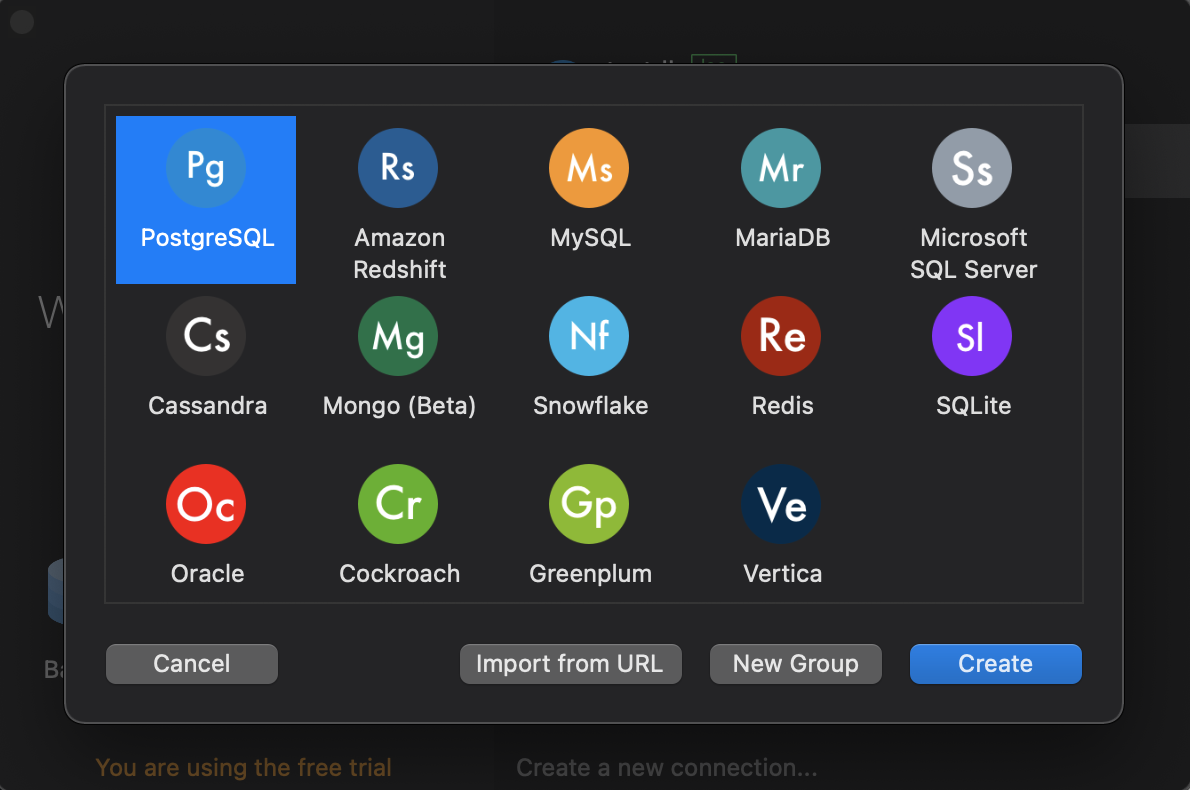 Pg
Rs
Ms
Mr
Ss
PostgreSQL
Amazon
Redshift
MySQL
MariaDB
Microsoft
SQL Server
Cs
Mg
Nf
Re
Sl
Cassandra
Mongo (Beta)
Snowflake
Redis
SQLite
Oc
Cr
Gp
Ve
Oracle
Cockroach
Greenplum
Vertica
Cancel
Import from URL
New Group
Create
You are using the free trial
Create a new connection...